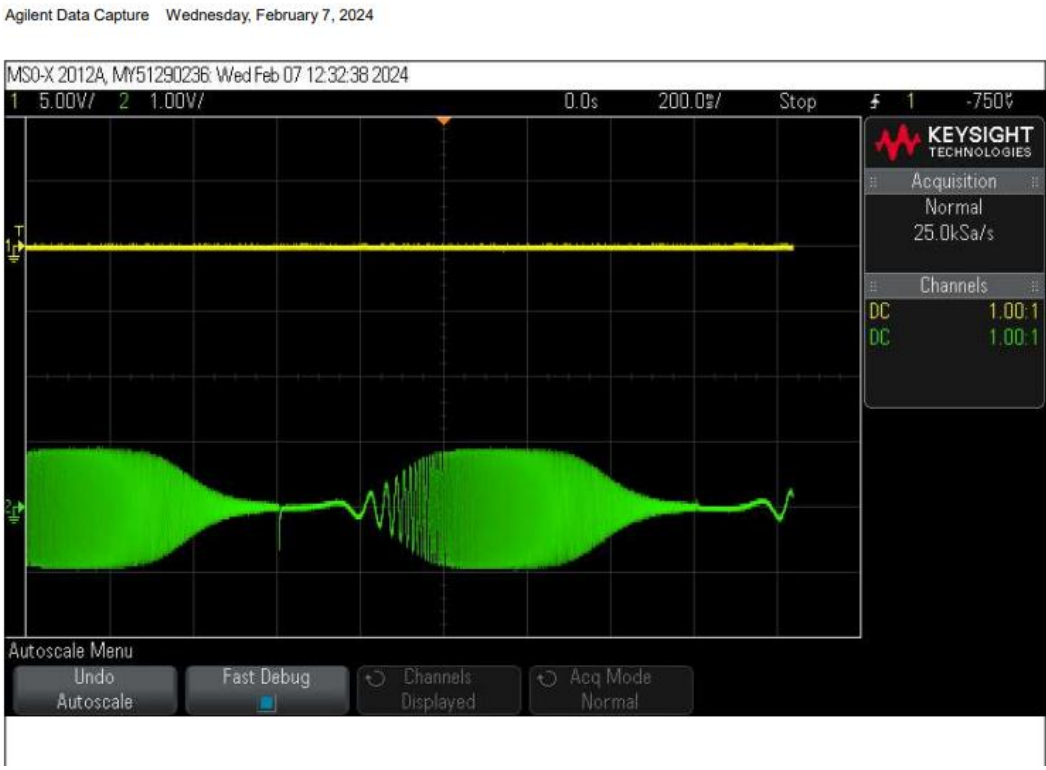 Agilent Data Capture Wednesday, February 7, 2024
MSO-X 2012A, MY51290236: Wed Feb 07 12:32:38 2024
1 5.00V/ 2 1.00V/ 0.0s 200.0ms/ Stop 1 -750mV
KEYSIGHT
TECHNOLOGIES
Acquisition
Normal
25.0kSa/s
Channels
DC 1.00:1
DC 1.00:1
T
1
2
Autoscale Menu
Undo
Autoscale
Fast Debug
Channels
Displayed
Acq Mode
Normal